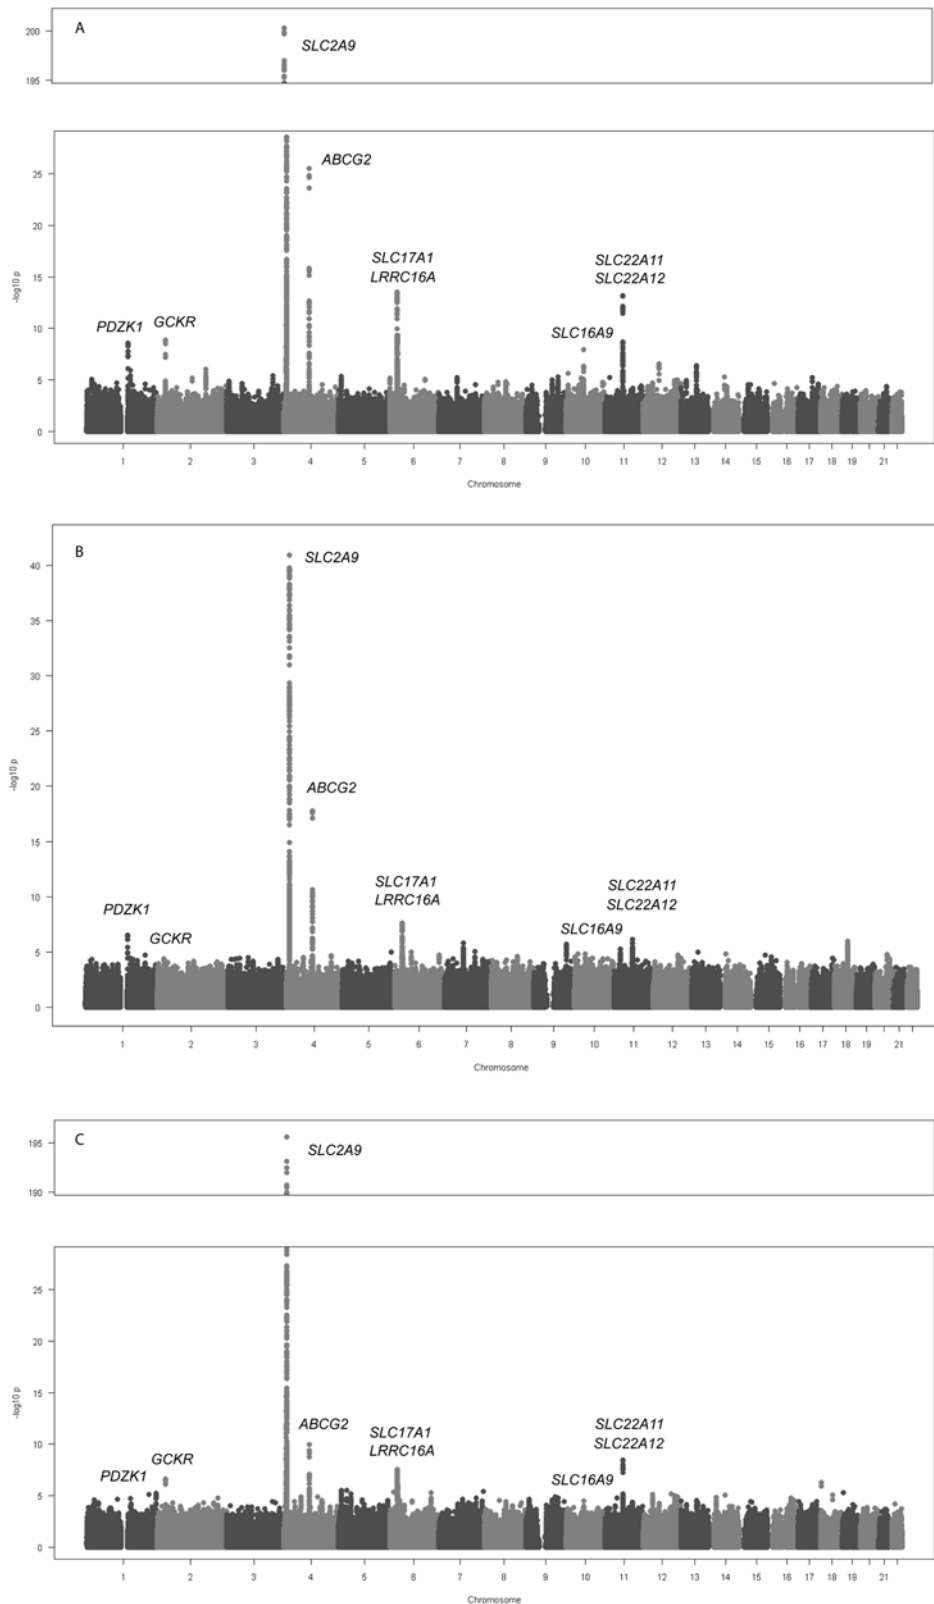 A
200
195
SLC2A9
25
20
15
10
5
0
-log10 p
ABCG2
SLC17A1
LRRC16A
SLC22A11
SLC22A12
PDZK1
GCKR
SLC16A9
1 2 3 4 5 6 7 8 9 10 11 12 13 14 15 16 17 18 19 21
Chromosome
B
40
35
30
25
20
15
10
5
0
-log10 p
SLC2A9
ABCG2
SLC17A1
LRRC16A
SLC22A11
SLC22A12
PDZK1
GCKR
SLC16A9
1 2 3 4 5 6 7 8 9 10 11 12 13 14 15 16 17 18 19 21
Chromosome
C
195
190
SLC2A9
25
20
15
10
5
0
-log10 p
ABCG2
SLC17A1
LRRC16A
SLC22A11
SLC22A12
GCKR
PDZK1
SLC16A9
1 2 3 4 5 6 7 8 9 10 11 12 13 14 15 16 17 18 19 21
Chromosome